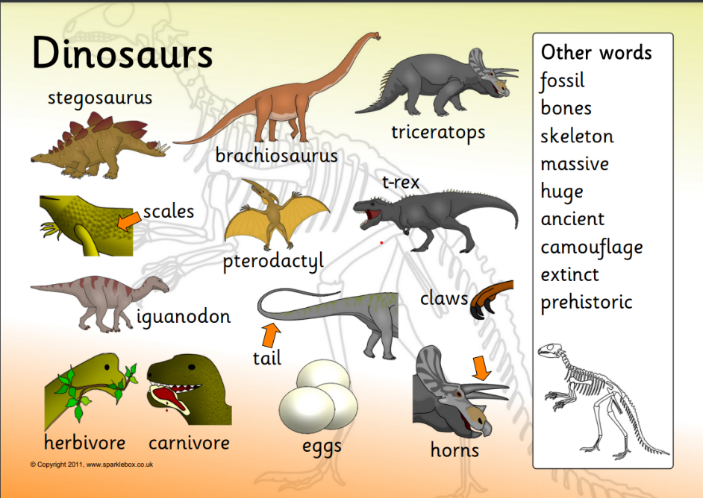 Dinosaurs
stegosaurus
brachiosaurus
triceratops
scales
pterodactyl
t-rex
iguanodon
tail
claws
herbivore
carnivore
eggs
horns
Other words
fossil
bones
skeleton
massive
huge
ancient
camouflage
extinct
prehistoric
© Copyright 2011, www.sparklebox.co.uk